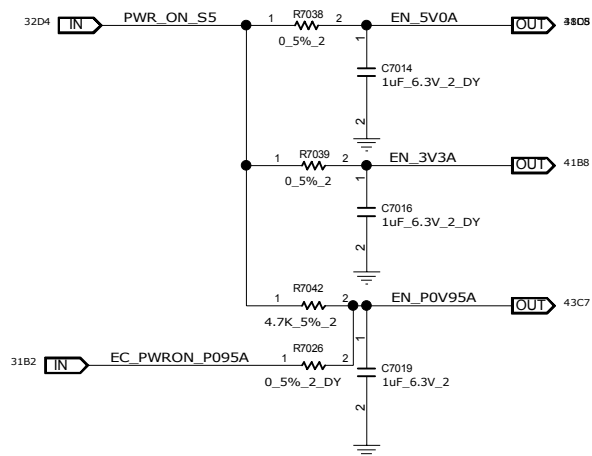 32D4 IN PWR_ON_S5 1 R7038 2 EN_5V0A OUT
0_5%_2
1 C7014
1uF_6.3V_2_DY
2
1 R7039 2 EN_3V3A OUT 41B8
0_5%_2
1 C7016
1uF_6.3V_2_DY
2
1 R7042 2 EN_P0V95A OUT 43C7
4.7K_5%_2
31B2 IN EC_PWRON_P095A 1 R7026 2
0_5%_2_DY
1 C7019
1uF_6.3V_2
2